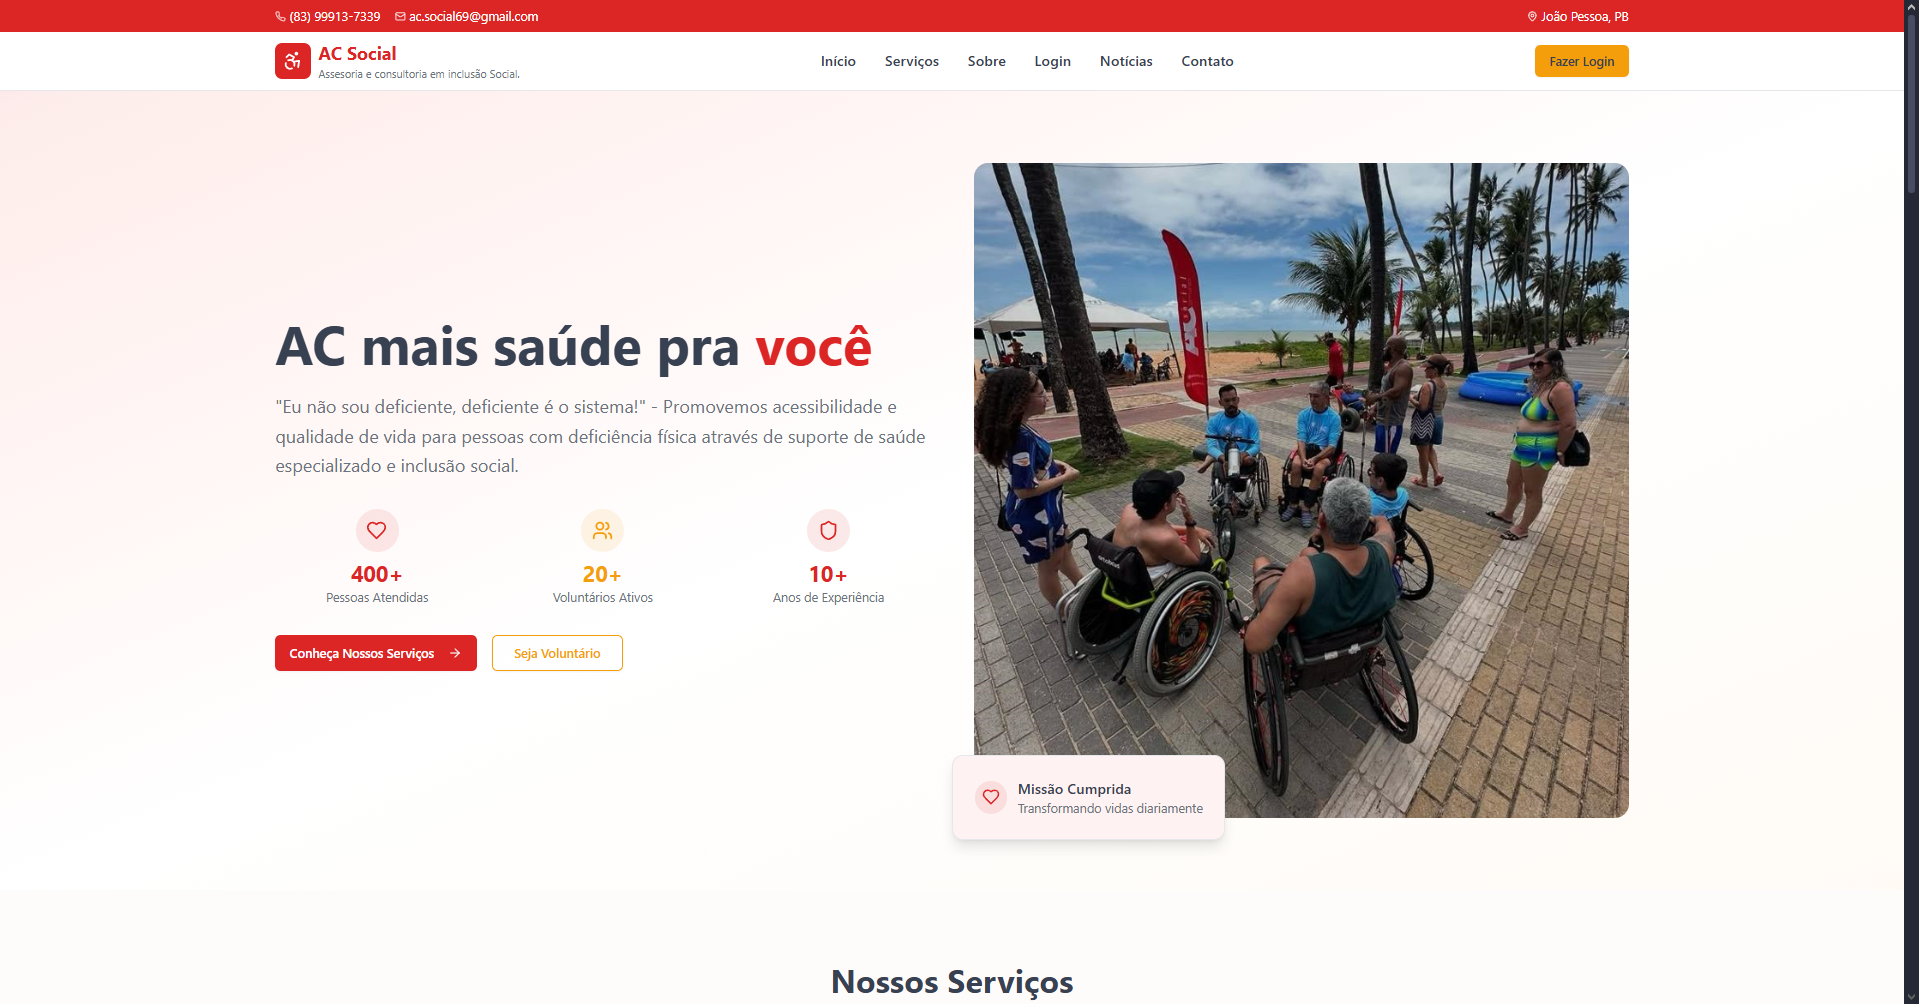 (83) 99913-7339 ac.social69@gmail.com João Pessoa, PB
AC Social
Assesoria e consultoria em inclusão Social.
Início Serviços Sobre Login Notícias Contato
Fazer Login
AC mais saúde pra você
"Eu não sou deficiente, deficiente é o sistema!" - Promovemos acessibilidade e
qualidade de vida para pessoas com deficiência física através de suporte de saúde
especializado e inclusão social.
400+ 20+ 10+
Pessoas Atendidas Voluntários Ativos Anos de Experiência
Conheça Nossos Serviços Seja Voluntário
AC Social
Missão Cumprida
Transformando vidas diariamente
Nossos Serviços